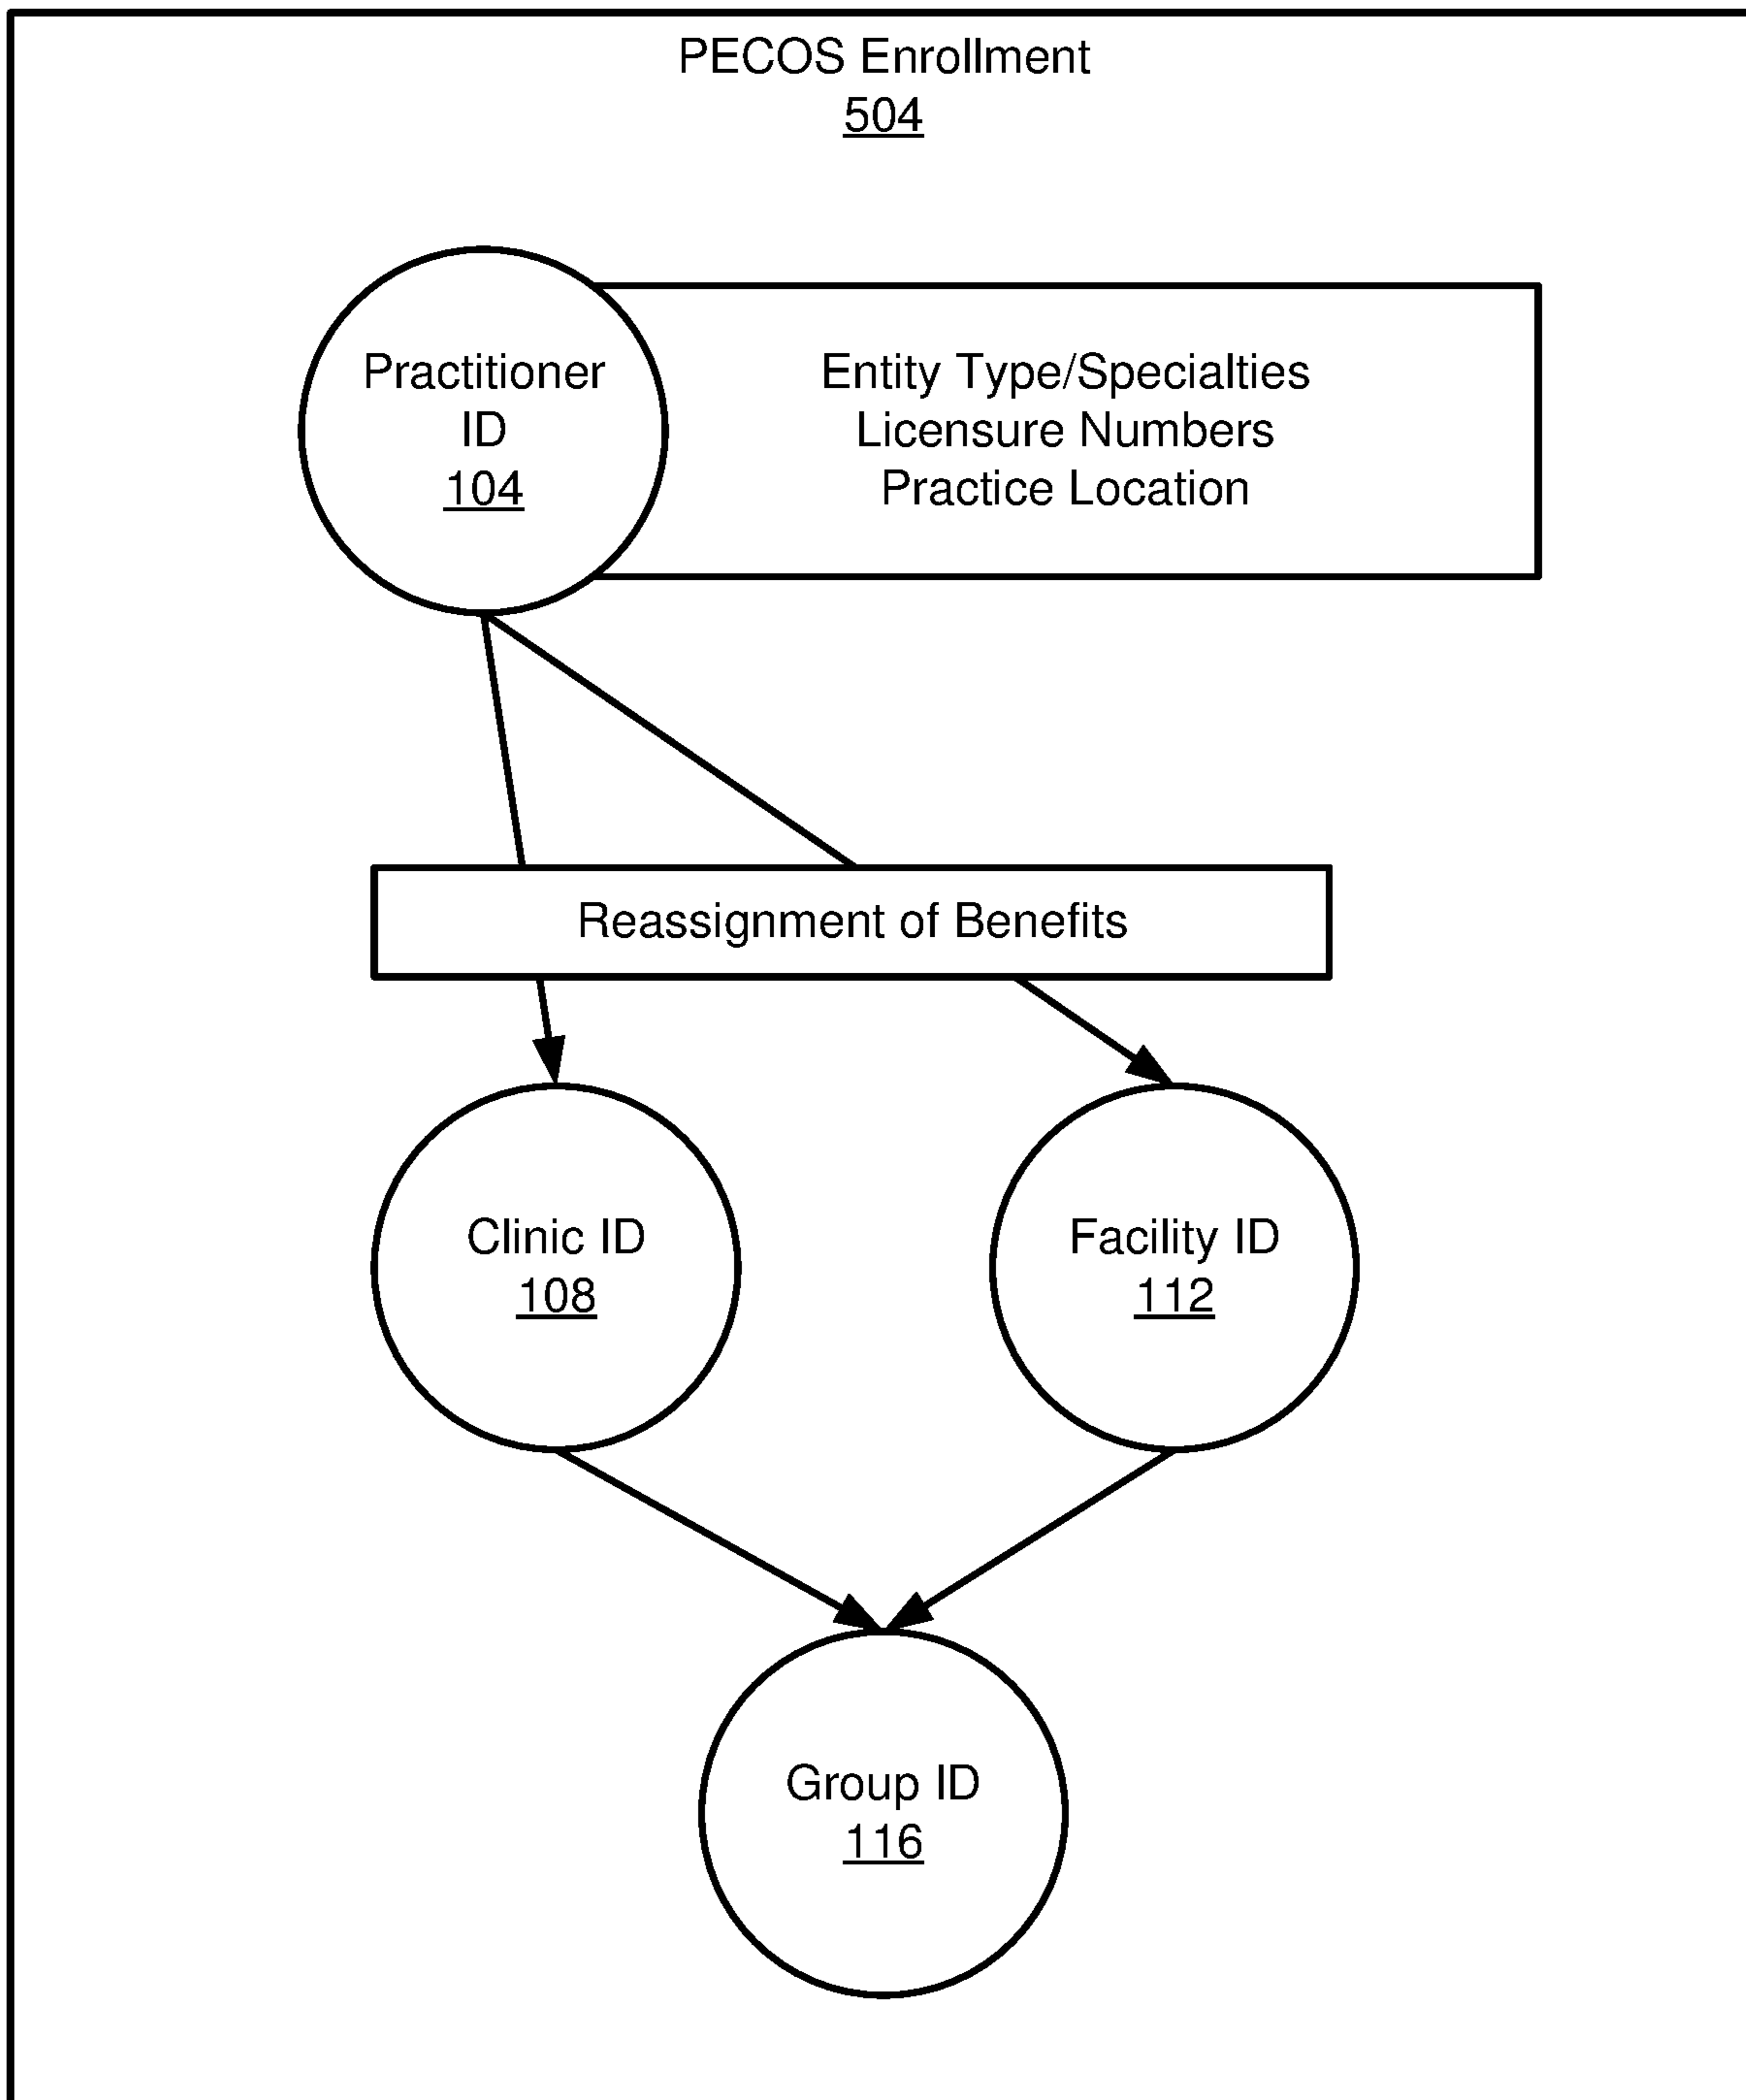 PECOS Enrollment
504
Practitioner
ID
104
Entity Type/Specialties
Licensure Numbers
Practice Location
Reassignment of Benefits
Clinic ID
108
Facility ID
112
Group ID
116